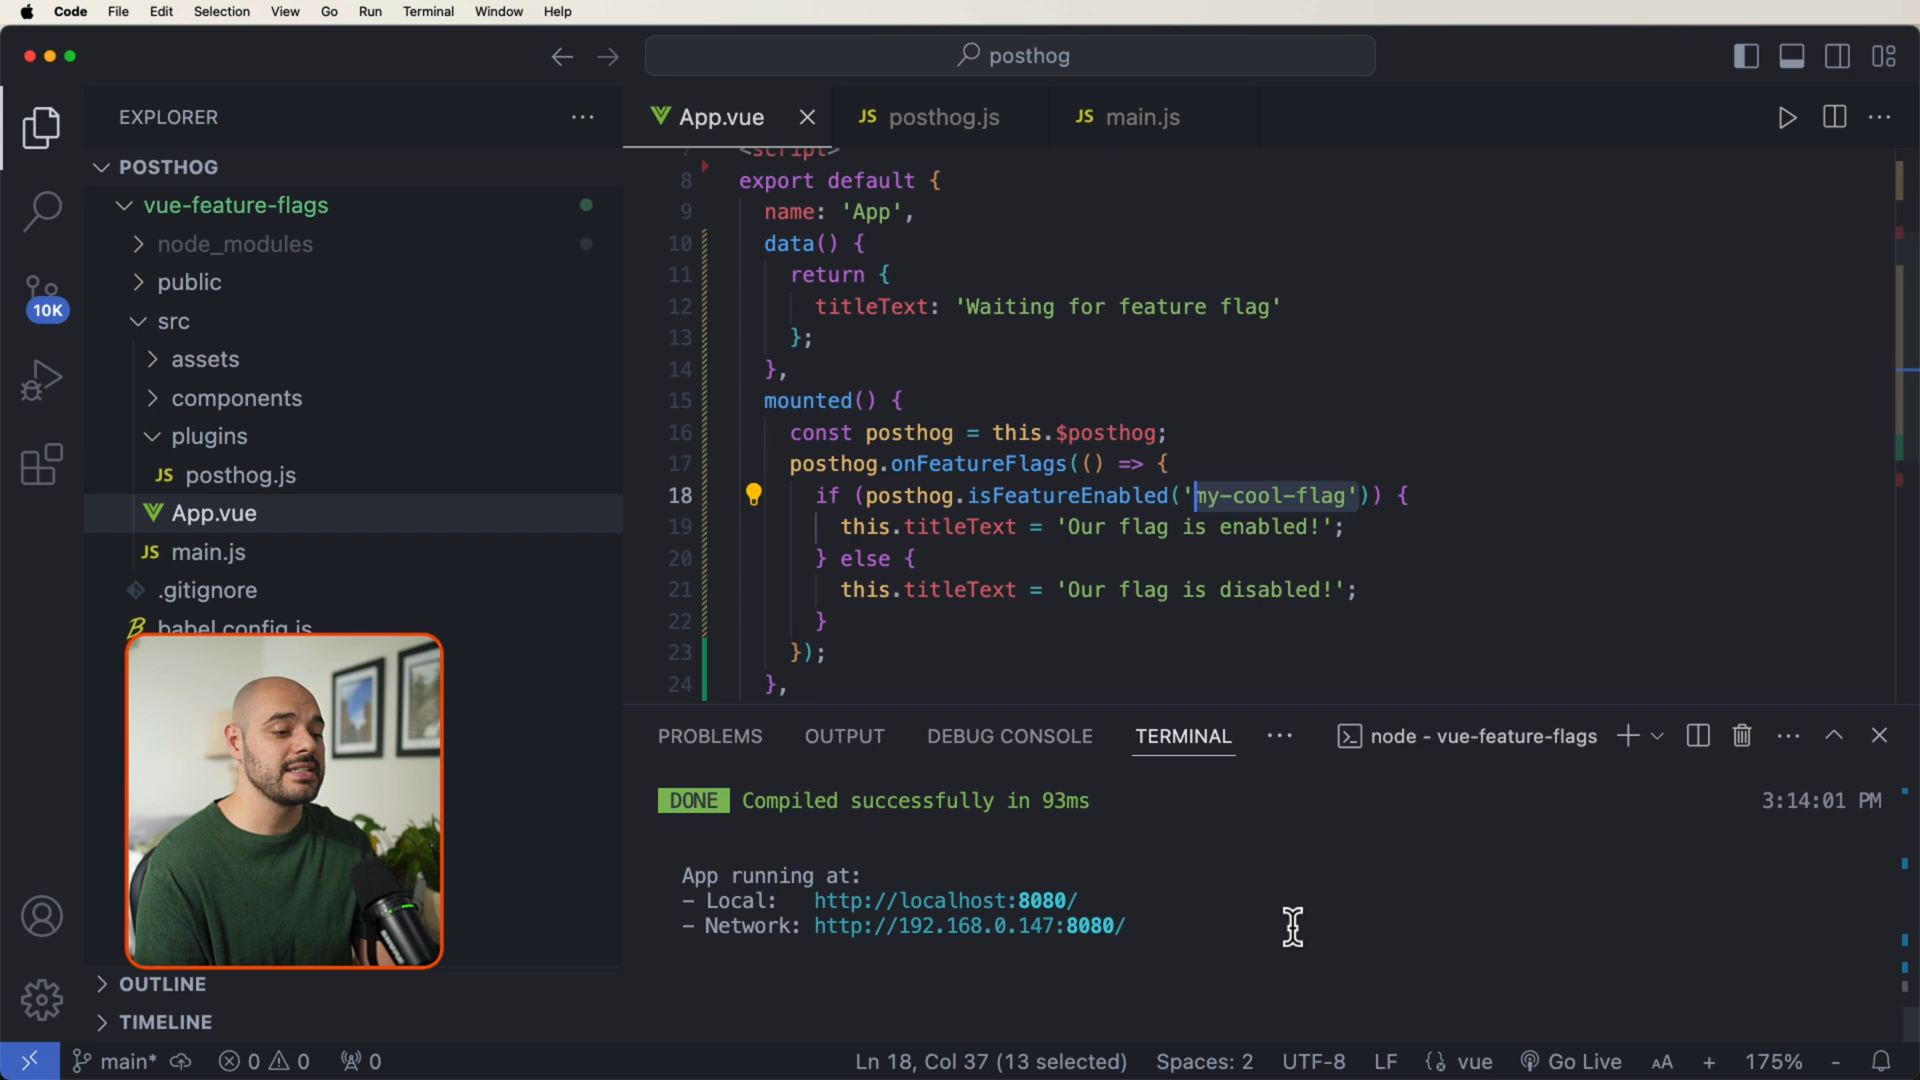 Code File Edit Selection View Go Run Terminal Window Help
posthog
EXPLORER
App.vue
JS posthog.js
JS main.js
POSTHOG
vue-feature-flags
node_modules
public
src
assets
components
plugins
JS posthog.js
App.vue
JS main.js
.gitignore
babel.config.js
OUTLINE
TIMELINE
10K
7 <script>
8 export default {
9 name: 'App',
10 data() {
11 return {
12 titleText: 'Waiting for feature flag'
13 };
14 },
15 mounted() {
16 const posthog = this.$posthog;
17 posthog.onFeatureFlags(() => {
18 if (posthog.isFeatureEnabled('my-cool-flag')) {
19 this.titleText = 'Our flag is enabled!';
20 } else {
21 this.titleText = 'Our flag is disabled!';
22 }
23 });
24 },
PROBLEMS OUTPUT DEBUG CONSOLE TERMINAL
node - vue-feature-flags
DONE Compiled successfully in 93ms
3:14:01 PM
App running at:
- Local: http://localhost:8080/
- Network: http://192.168.0.147:8080/
main* 0 0 0
Ln 18, Col 37 (13 selected) Spaces: 2 UTF-8 LF vue Go Live AA + 175% -